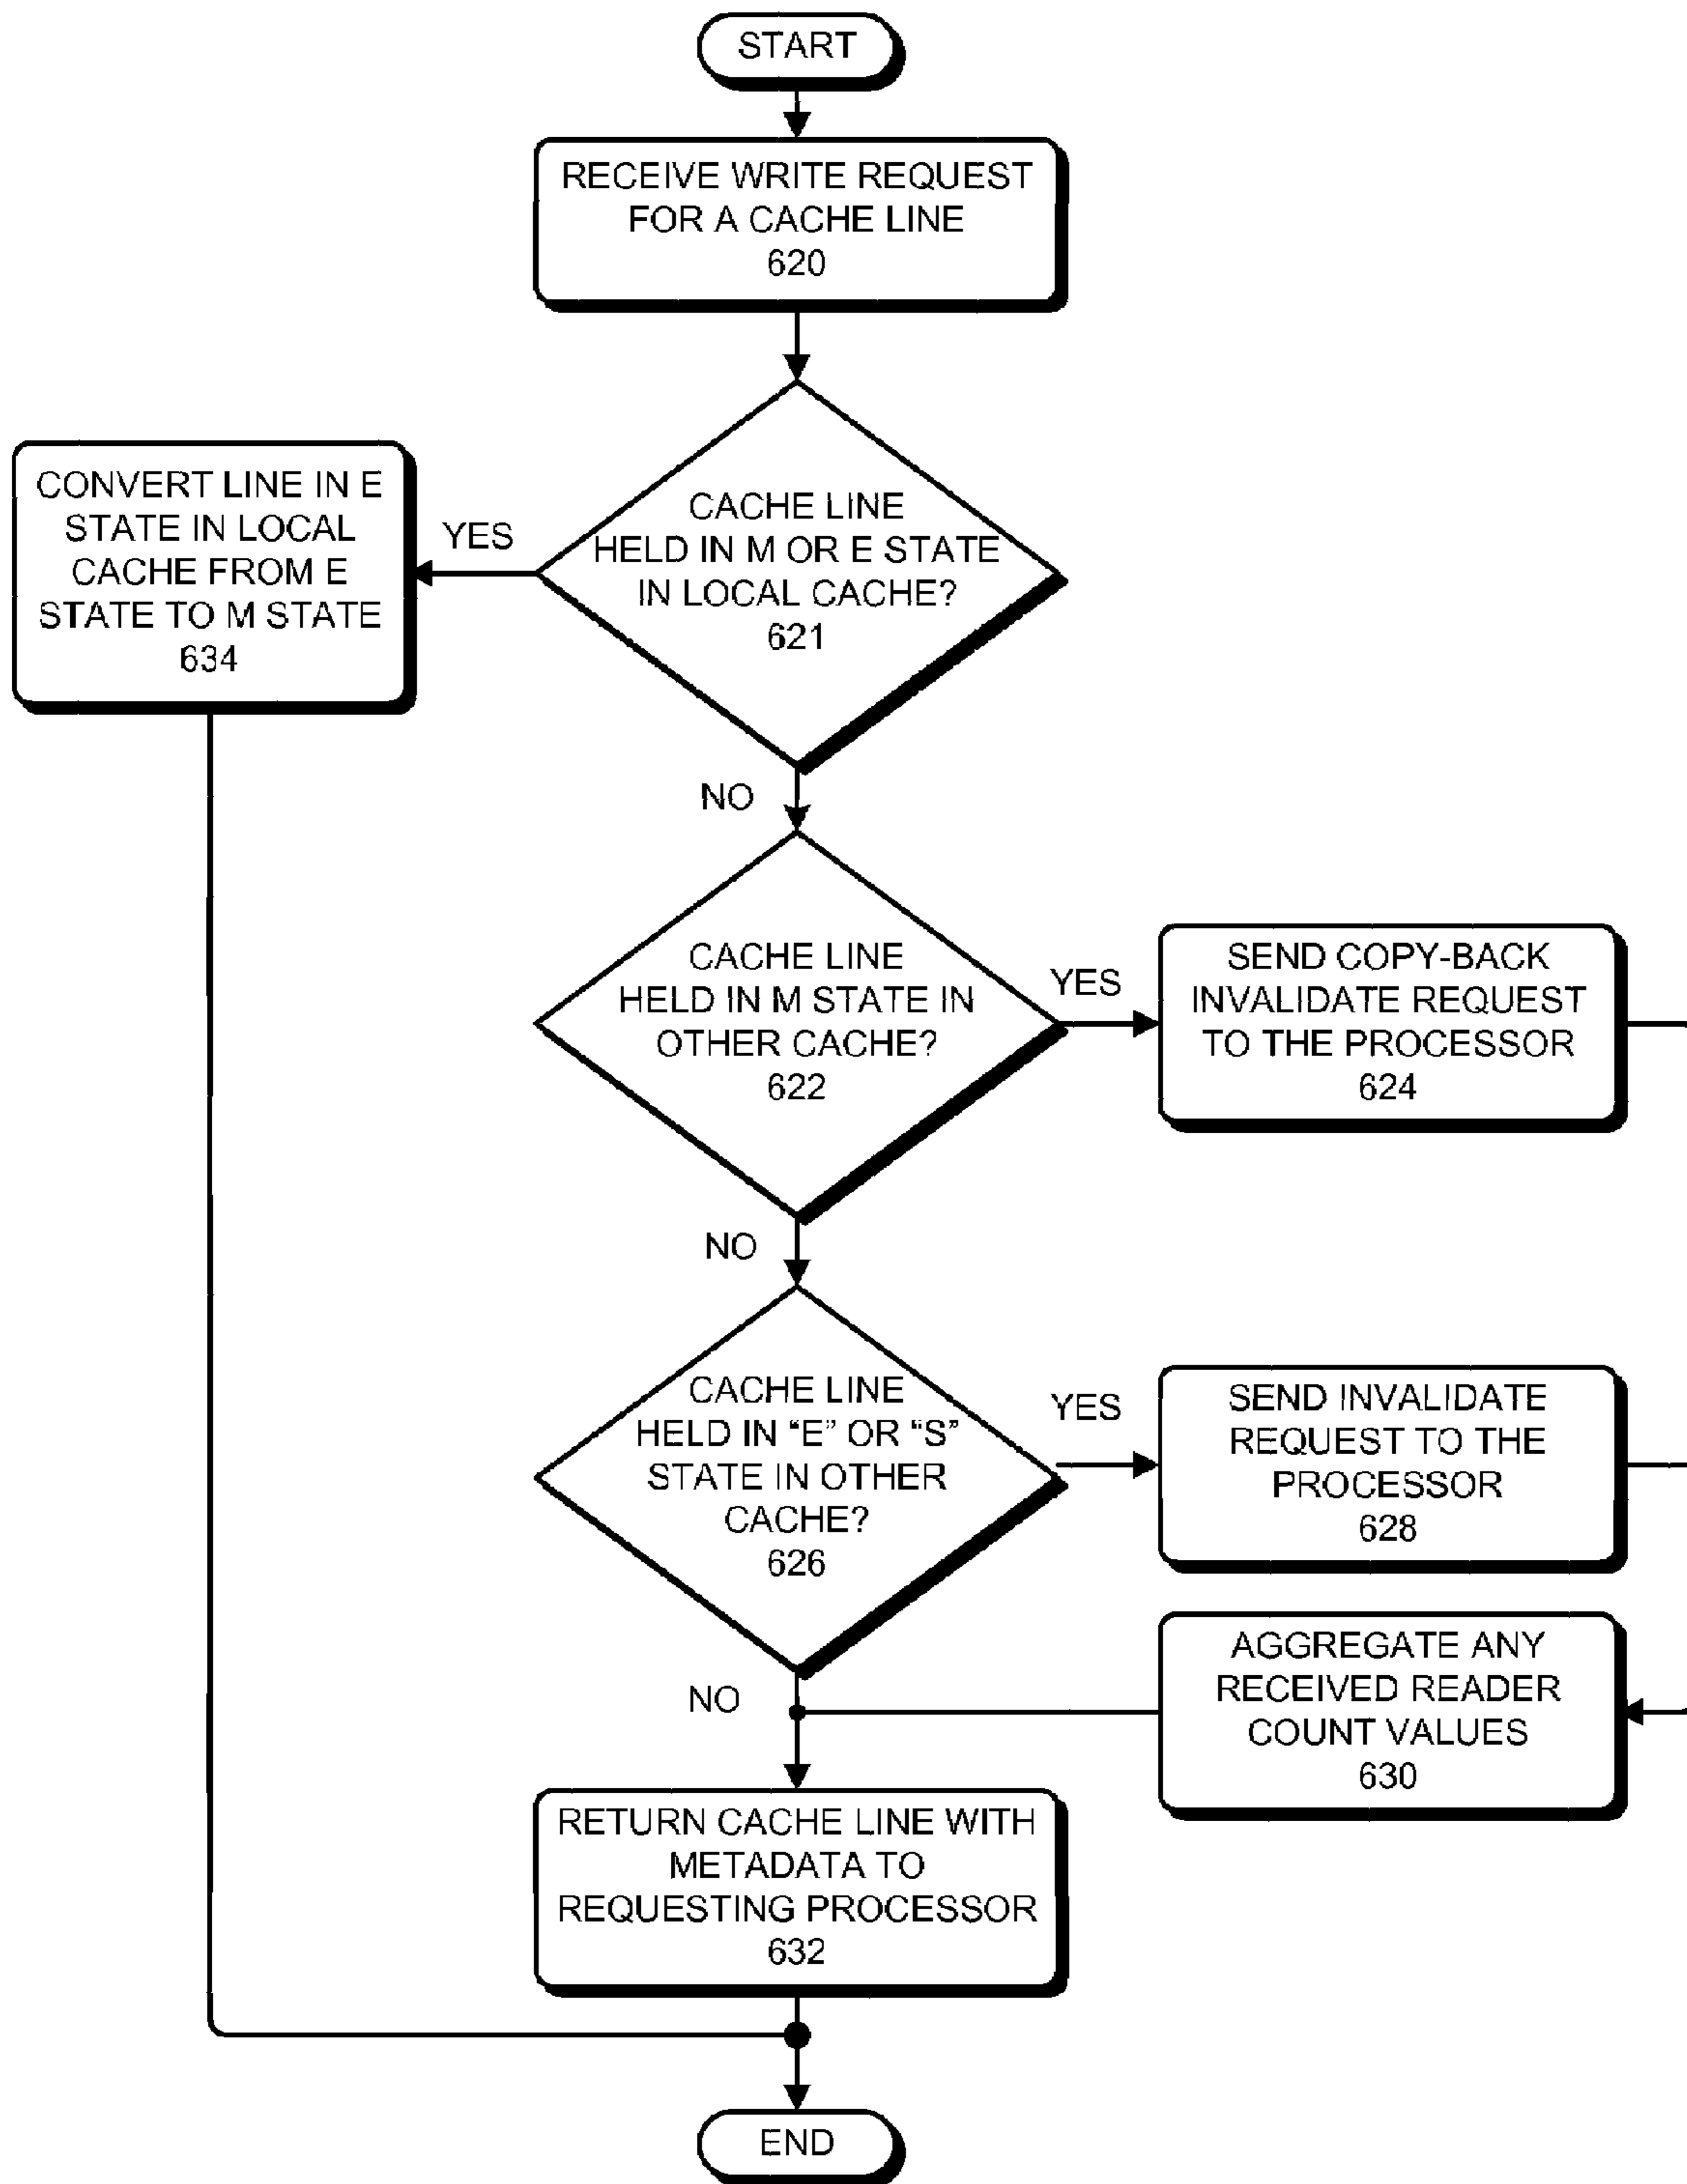 START
RECEIVE WRITE REQUEST
FOR A CACHE LINE
620
CACHE LINE
HELD IN M OR E STATE
IN LOCAL CACHE?
621
YES
CONVERT LINE IN E
STATE IN LOCAL
CACHE FROM E
STATE TO M STATE
634
NO
CACHE LINE
HELD IN M STATE IN
OTHER CACHE?
622
YES
SEND COPY-BACK
INVALIDATE REQUEST
TO THE PROCESSOR
624
NO
CACHE LINE
HELD IN “E” OR “S”
STATE IN OTHER
CACHE?
626
YES
SEND INVALIDATE
REQUEST TO THE
PROCESSOR
628
NO
AGGREGATE ANY
RECEIVED READER
COUNT VALUES
630
RETURN CACHE LINE WITH
METADATA TO
REQUESTING PROCESSOR
632
END